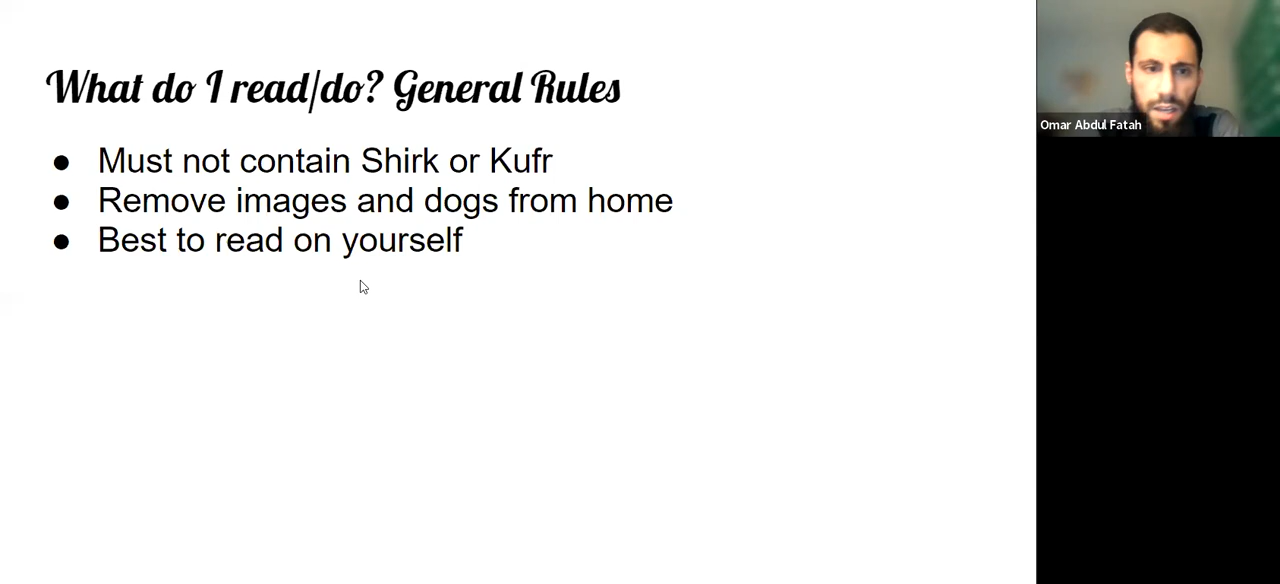 What do I read/do? General Rules
● Must not contain Shirk or Kufr
● Remove images and dogs from home
● Best to read on yourself
Omar Abdul Fatah